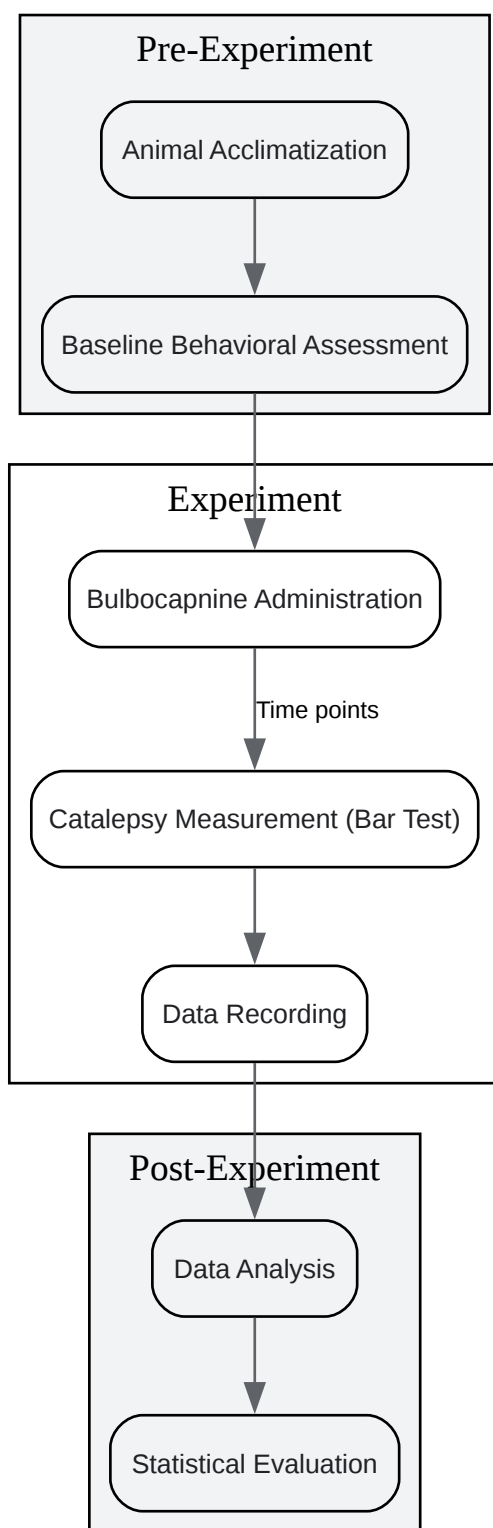 Pre-Experiment
Animal Acclimatization
Baseline Behavioral Assessment
Experiment
Bulbocapnine Administration
Time points
Catalepsy Measurement (Bar Test)
Data Recording
Post-Experiment
Data Analysis
Statistical Evaluation